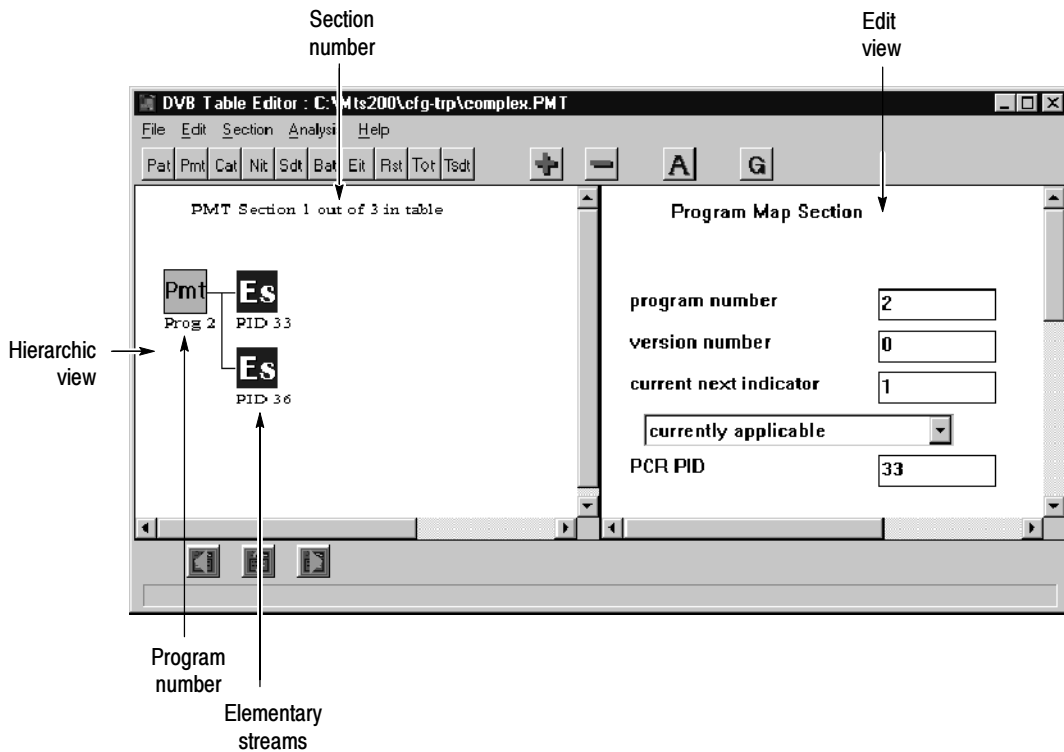 Section
number
Edit
view
DVB Table Editor : C:\Mts200\cfg-trp\complex.PMT
File Edit Section Analysis Help
Pat Pmt Cat Nit Sdt Bat Eit Rst Tot Tsdt + - A G
PMT Section 1 out of 3 in table
Program Map Section
Pmt Es
Prog 2 PID 33
Es
PID 36
program number 2
version number 0
current next indicator 1
currently applicable
PCR PID 33
Hierarchic
view
Program
number
Elementary
streams